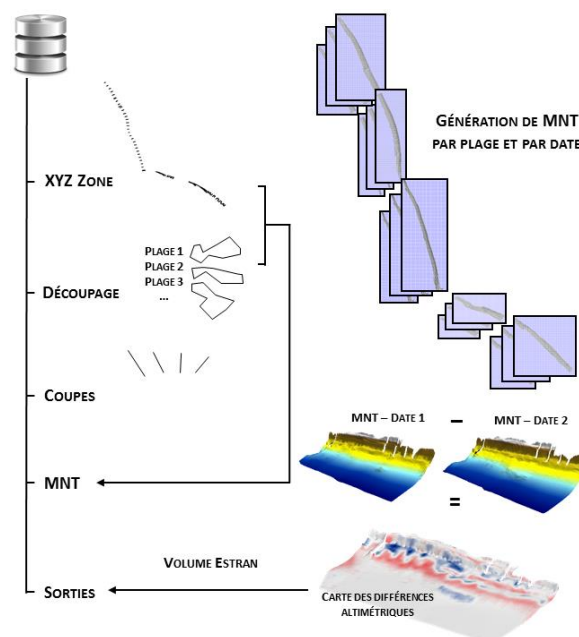 GÉNÉRATION DE MNT
PAR PLAGE ET PAR DATE
XYZ ZONE
PLAGE 1
PLAGE 2
PLAGE 3
...
DÉCOUPAGE
COUPES
MNT – DATE 1
–
MNT – DATE 2
=
MNT
VOLUME ESTRAN
SORTIES
CARTE DES DIFFÉRENCES
ALTIMÉTRIQUES